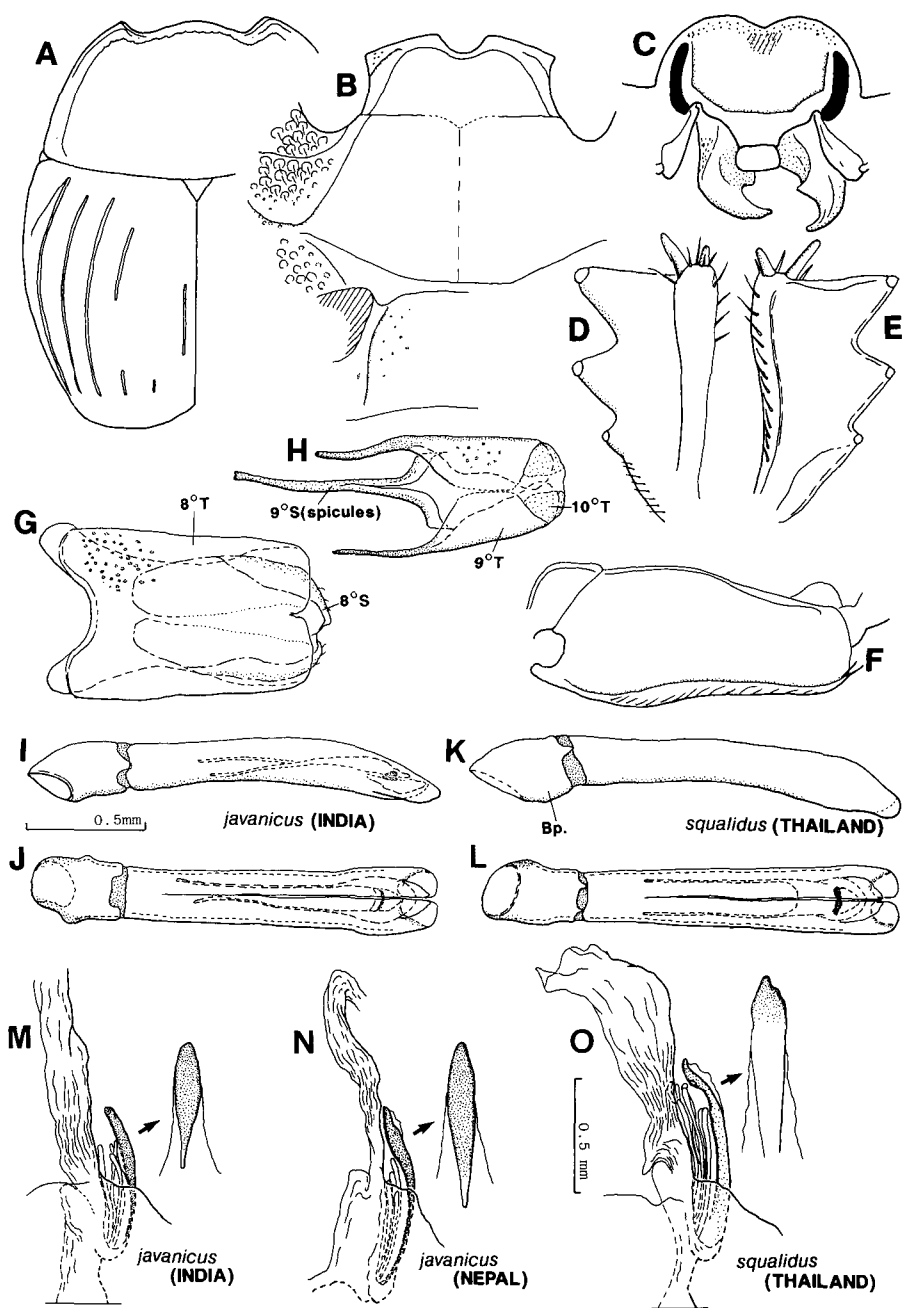 A
B
C
D
E
H
9°S(spicules)
10°T
9°T
G
8°T
8°S
F
I
0.5mm
javanicus (INDIA)
K
Bp.
squalidus (THAILAND)
J
L
M
javanicus
(INDIA)
N
javanicus
(NEPAL)
O
0.5 mm
squalidus
(THAILAND)